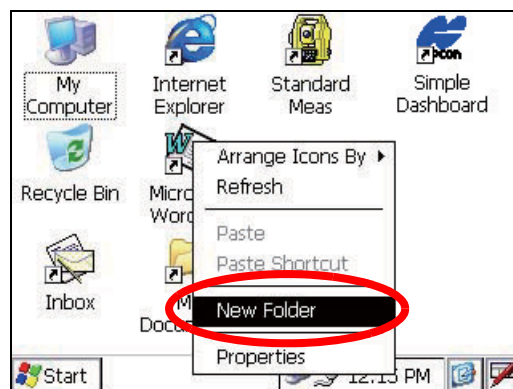 My
Computer
Internet
Explorer
Standard
Meas
Simple
Dashboard
Recycle Bin
Inbox
Arrange Icons By
Refresh
Paste
Paste Shortcut
New Folder
Properties
Start
PM